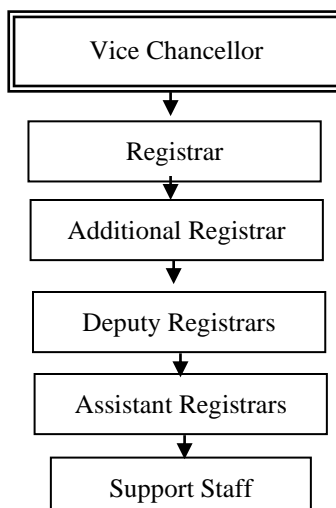 Vice Chancellor
Registrar
Additional Registrar
Deputy Registrars
Assistant Registrars
Support Staff